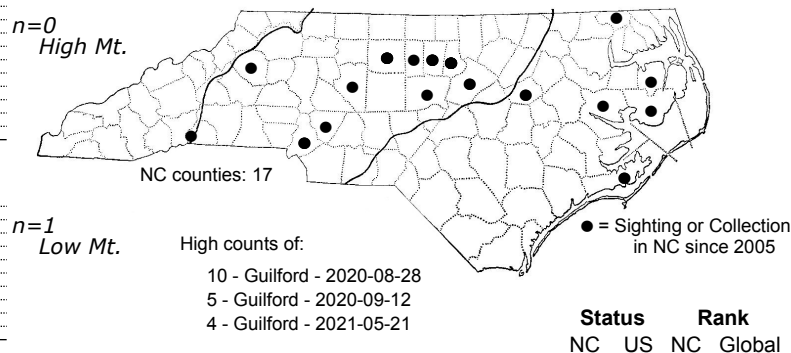 n=0
High Mt.
NC counties: 17
n=1
Low Mt.
High counts of:
10 - Guilford - 2020-08-28
5 - Guilford - 2020-09-12
4 - Guilford - 2021-05-21
● = Sighting or Collection
in NC since 2005
Status Rank
NC US NC Global